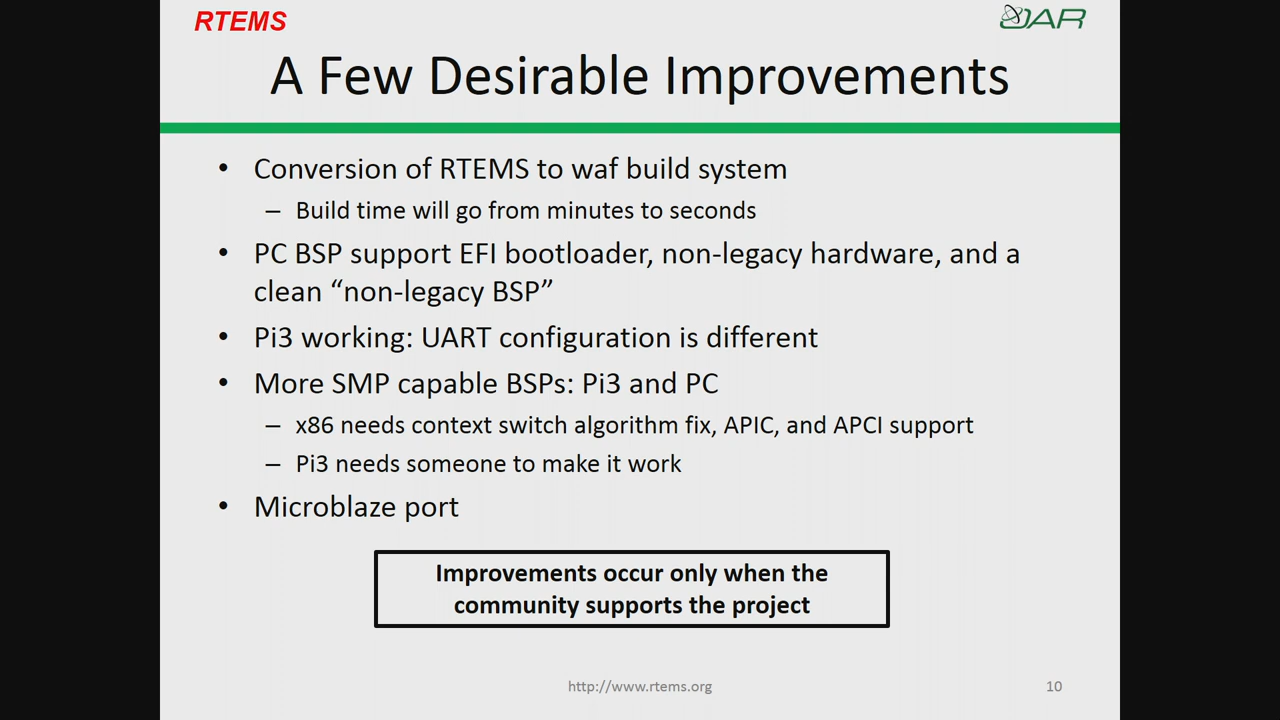 RTEMS
OAR
A Few Desirable Improvements
• Conversion of RTEMS to waf build system
– Build time will go from minutes to seconds
• PC BSP support EFI bootloader, non-legacy hardware, and a
clean “non-legacy BSP”
• Pi3 working: UART configuration is different
• More SMP capable BSPs: Pi3 and PC
– x86 needs context switch algorithm fix, APIC, and APCI support
– Pi3 needs someone to make it work
• Microblaze port
Improvements occur only when the
community supports the project
http://www.rtems.org
10